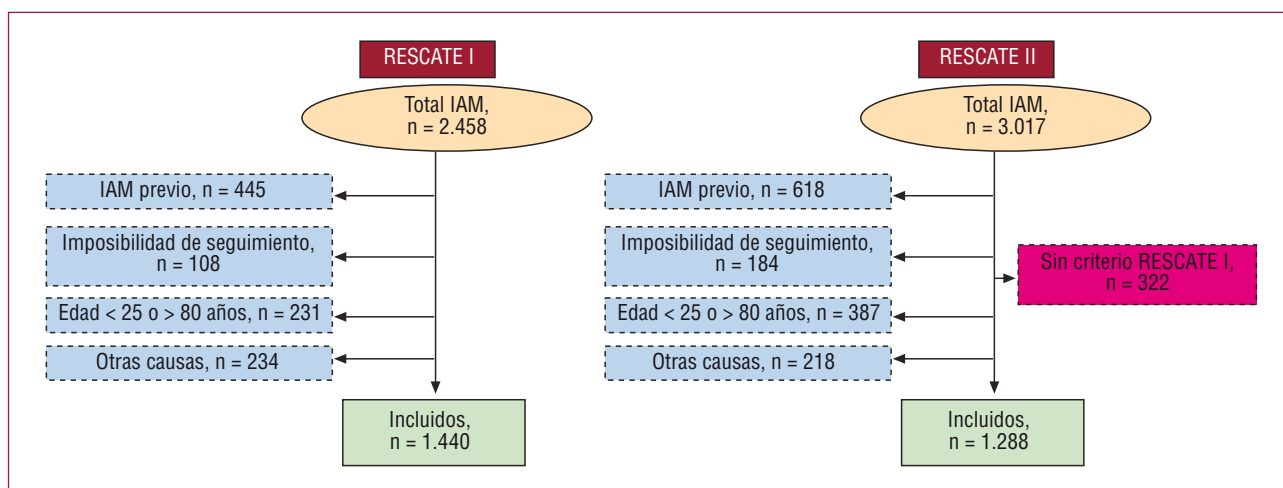 RESCATE I
Total IAM,
n = 2.458
IAM previo, n = 445
Imposibilidad de seguimiento,
n = 108
Edad < 25 o > 80 años, n = 231
Otras causas, n = 234
Incluidos,
n = 1.440
RESCATE II
Total IAM,
n = 3.017
IAM previo, n = 618
Imposibilidad de seguimiento,
n = 184
Sin criterio RESCATE I,
n = 322
Edad < 25 o > 80 años, n = 387
Otras causas, n = 218
Incluidos,
n = 1.288